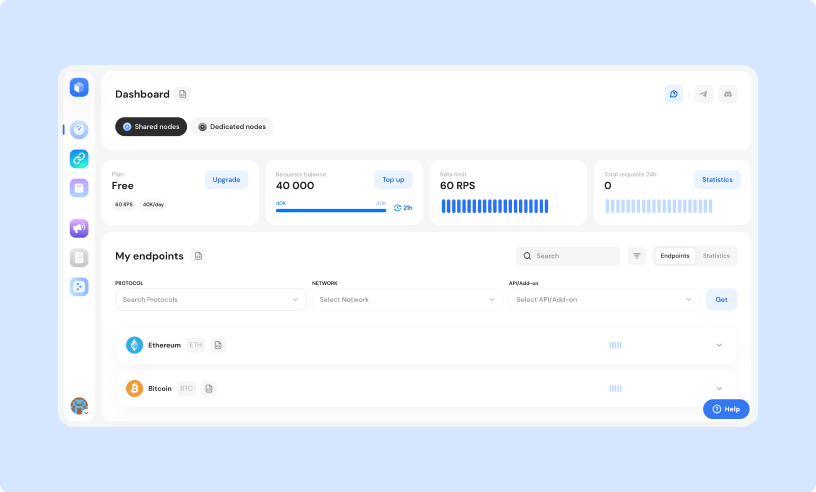 Dashboard
Shared nodes
Dedicated nodes
Plan
Free
Upgrade
60 RPS
40K/day
Requests balance
40 000
Top up
40K
40K
21h
Rate limit
60 RPS
Total requests 24h
0
Statistics
My endpoints
Search
Endpoints
Statistics
PROTOCOL
Search Protocols
NETWORK
Select Network
API/Add-on
Select API/Add-on
Get
Ethereum
ETH
Bitcoin
BTC
Help